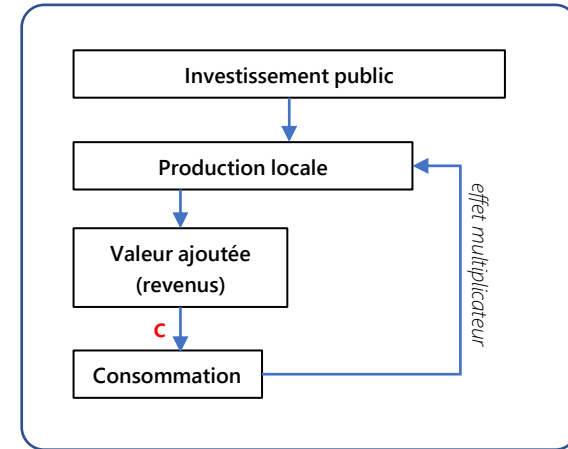 Investissement public
Production locale
effet multiplicateur
Valeur ajoutée
(revenus)
C
Consommation